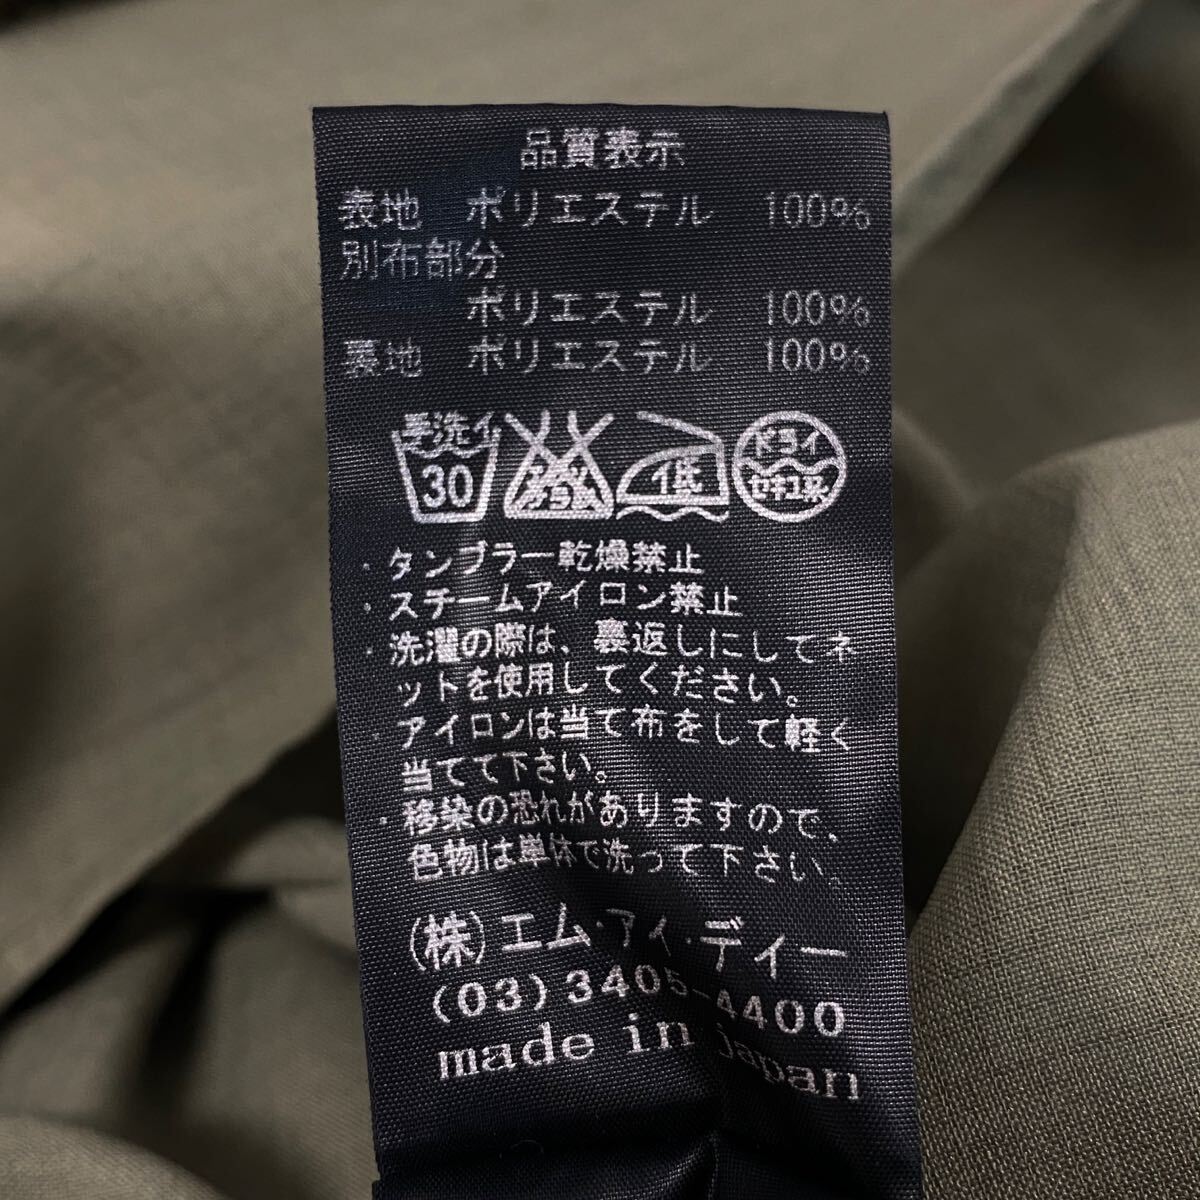 品質表示
表地 ポリエステル 100%
別布部分
ポリエステル 100%
裏地 ポリエステル 100%
手洗イ 30
エンソサラシ 低 ドライ セキユ系
・タンブラー乾燥禁止
・スチームアイロン禁止
・洗濯の際は、裏返しにしてネ
ットを使用してください。
・アイロンは当て布をして軽く
当てて下さい。
・移染の恐れがありますので、
色物は単体で洗って下さい。
(株)エム・アイ・ディー
(03)3405-4400
made in japan